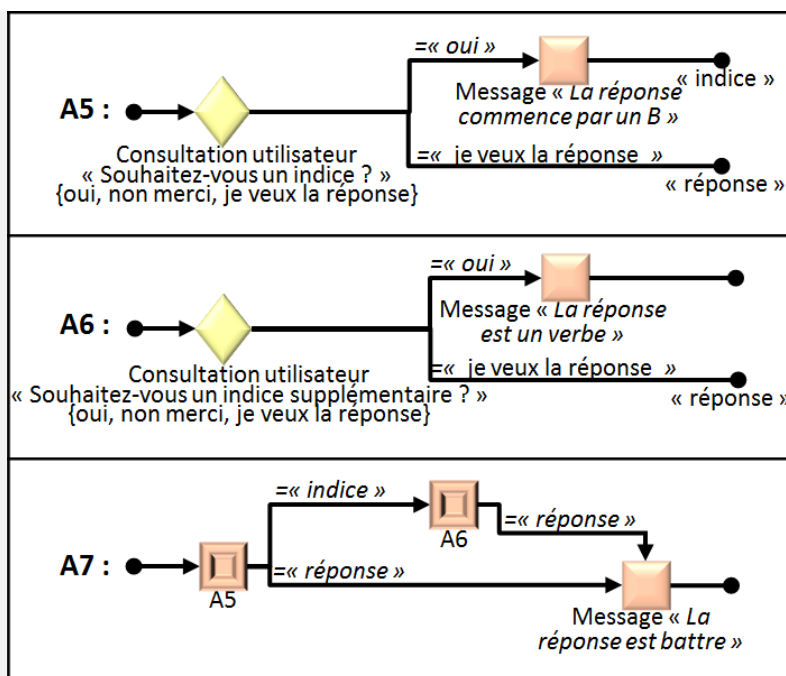 =« oui »
« indice »
A5 :
Message « La réponse
commence par un B »
=« je veux la réponse »
Consultation utilisateur
« Souhaitez-vous un indice ? »
{oui, non merci, je veux la réponse}
« réponse »
=« oui »
A6 :
Message « La réponse
est un verbe »
=« je veux la réponse »
Consultation utilisateur
« Souhaitez-vous un indice supplémentaire ? »
{oui, non merci, je veux la réponse}
« réponse »
=« indice »
A6
=« réponse »
A7 :
=« réponse »
A5
Message « La
réponse est battre »